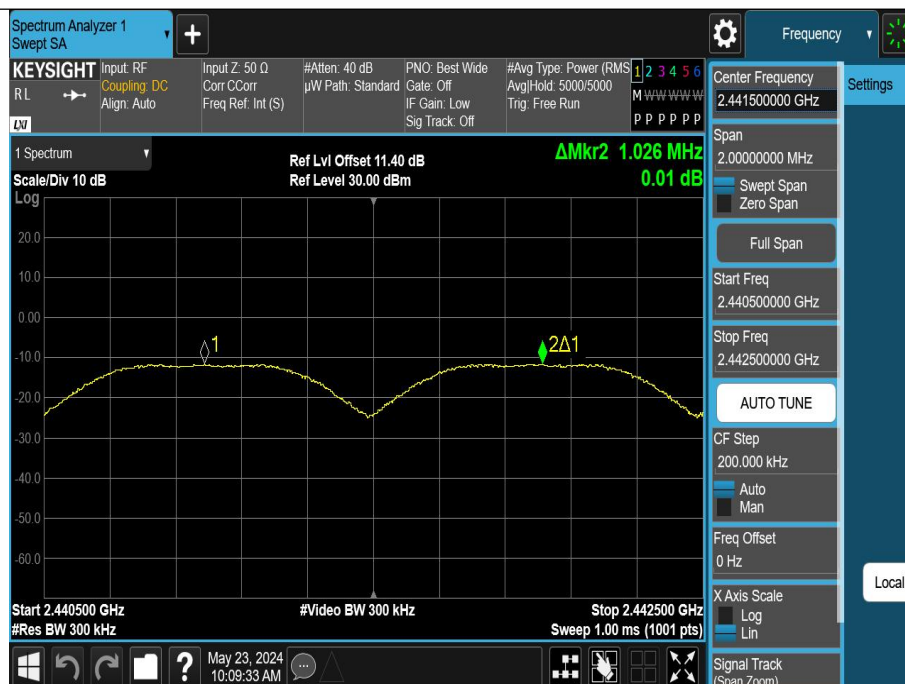 Spectrum Analyzer 1
Swept SA
+
Frequency
KEYSIGHT
RL
LXI
Input: RF
Coupling: DC
Align: Auto
Input Z: 50 Ω
Corr CCorr
Freq Ref: Int (S)
#Atten: 40 dB
µW Path: Standard
PNO: Best Wide
Gate: Off
IF Gain: Low
Sig Track: Off
#Avg Type: Power (RMS
Avg|Hold: 5000/5000
Trig: Free Run
1 2 3 4 5 6
M W W W W W
P P P P P P
1 Spectrum
Scale/Div 10 dB
Log
Ref Lvl Offset 11.40 dB
Ref Level 30.00 dBm
ΔMkr2 1.026 MHz
0.01 dB
20.0
10.0
0.00
-10.0
-20.0
-30.0
-40.0
-50.0
-60.0
1
2Δ1
Start 2.440500 GHz
#Res BW 300 kHz
#Video BW 300 kHz
Stop 2.442500 GHz
Sweep 1.00 ms (1001 pts)
May 23, 2024
10:09:33 AM
?
Center Frequency
2.441500000 GHz
Settings
Span
2.00000000 MHz
Swept Span
Zero Span
Full Span
Start Freq
2.440500000 GHz
Stop Freq
2.442500000 GHz
AUTO TUNE
CF Step
200.000 kHz
Auto
Man
Freq Offset
0 Hz
X Axis Scale
Log
Lin
Local
Signal Track
(Span Zoom)